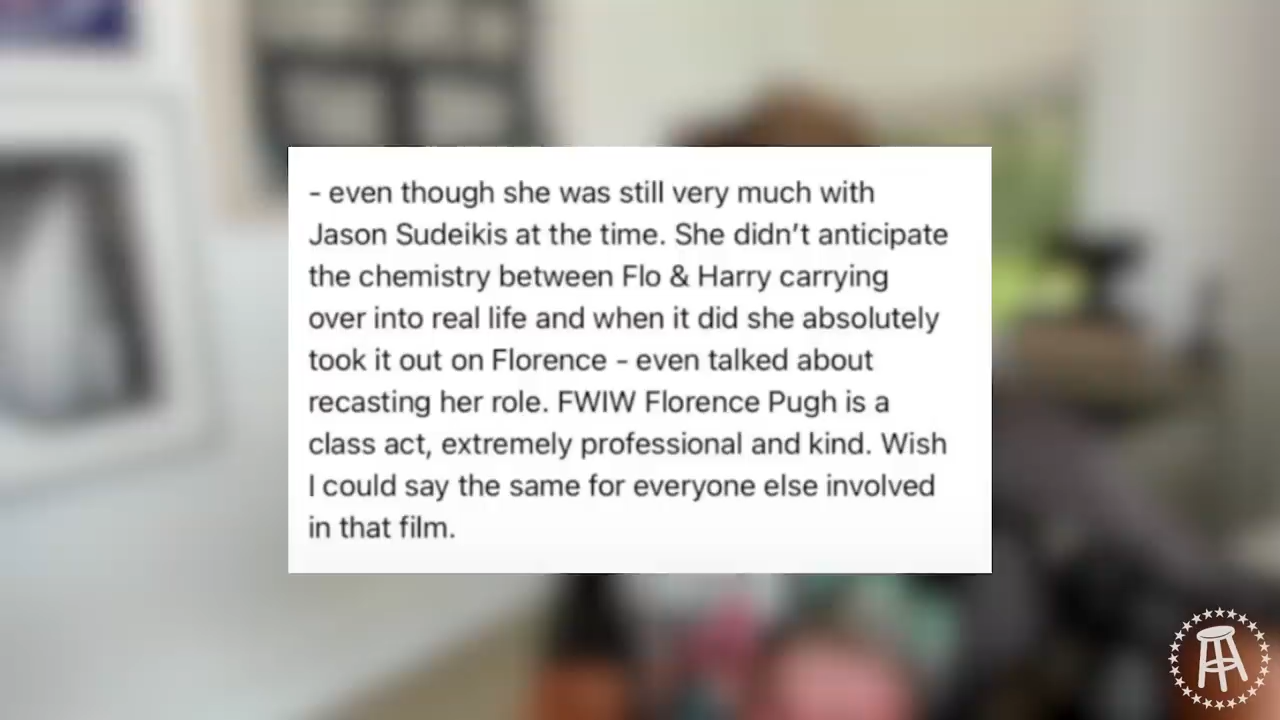 - even though she was still very much with
Jason Sudeikis at the time. She didn't anticipate
the chemistry between Flo & Harry carrying
over into real life and when it did she absolutely
took it out on Florence - even talked about
recasting her role. FWIW Florence Pugh is a
class act, extremely professional and kind. Wish
I could say the same for everyone else involved
in that film.